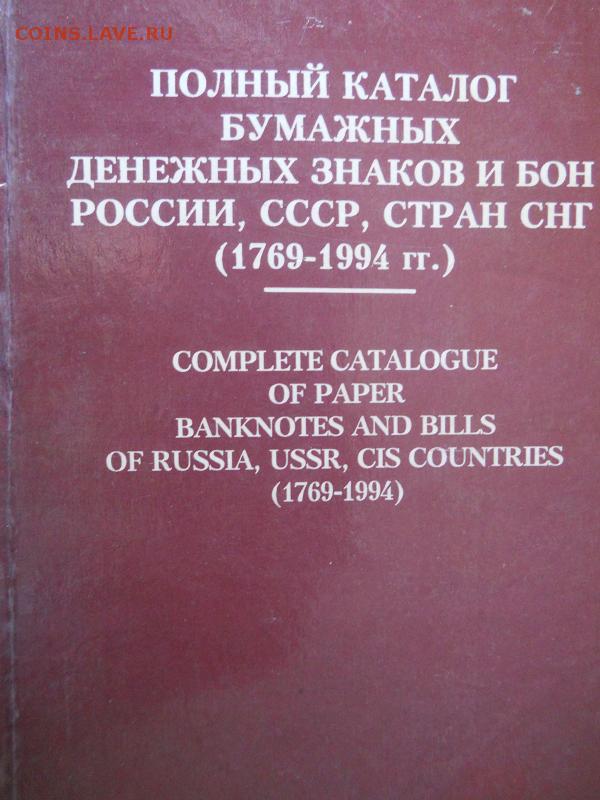 COINS.LAVE.RU
ПОЛНЫЙ КАТАЛОГ
БУМАЖНЫХ
ДЕНЕЖНЫХ ЗНАКОВ И БОН
РОССИИ, СССР, СТРАН СНГ
(1769-1994 гг.)
COMPLETE CATALOGUE
OF PAPER
BANKNOTES AND BILLS
OF RUSSIA, USSR, CIS COUNTRIES
(1769-1994)